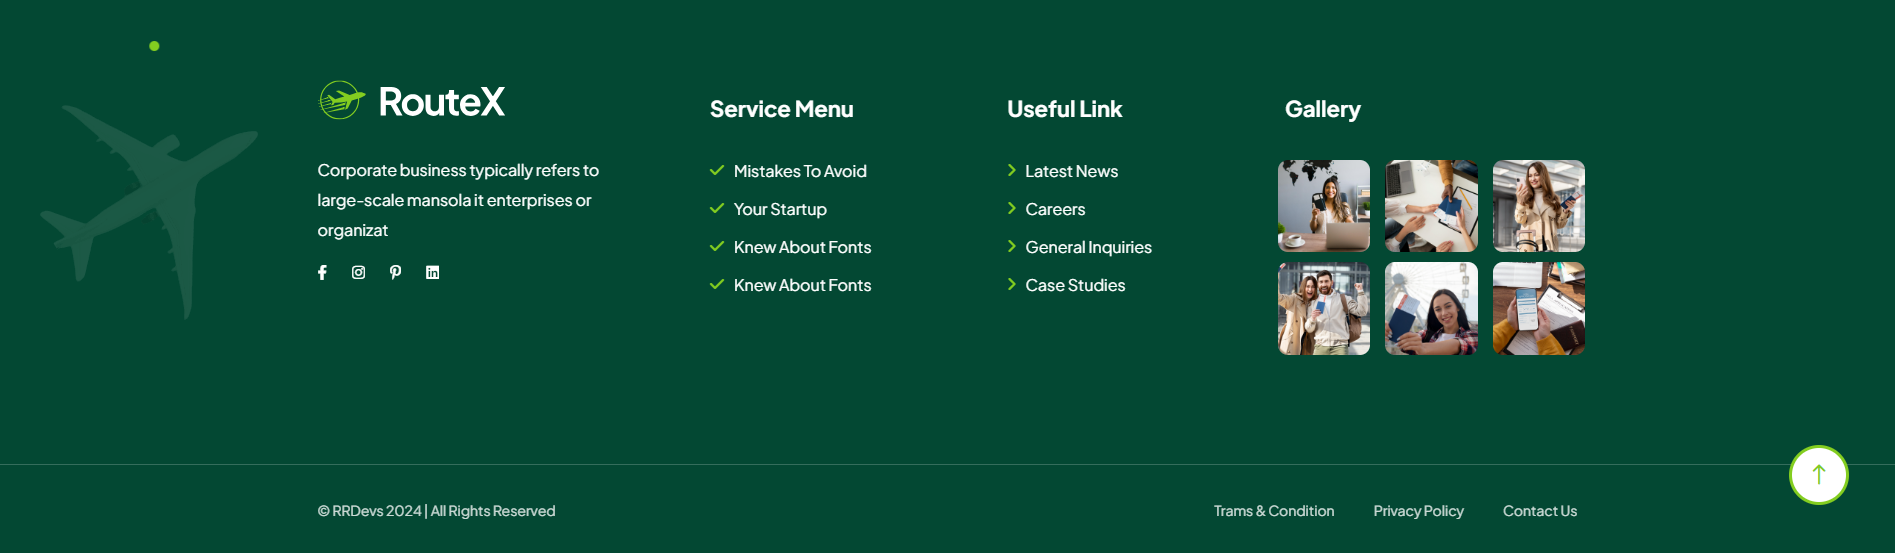 RouteX
Corporate business typically refers to
large-scale mansola it enterprises or
organizat
Service Menu
Mistakes To Avoid
Your Startup
Knew About Fonts
Knew About Fonts
Useful Link
Latest News
Careers
General Inquiries
Case Studies
Gallery
© RRDevs 2024 | All Rights Reserved
Trams & Condition
Privacy Policy
Contact Us